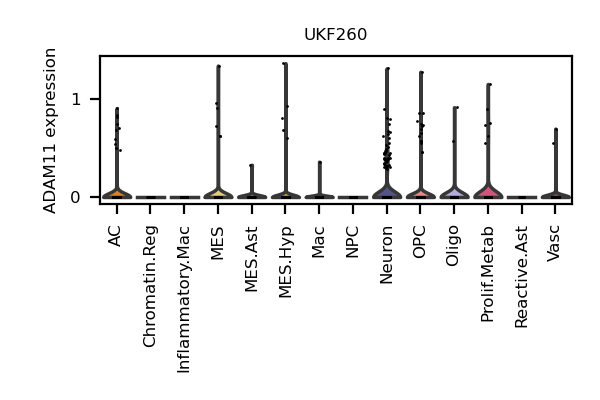 UKF260
ADAM11 expression
1
0
AC
Chromatin.Reg
Inflammatory.Mac
MES
MES.Ast
MES.Hyp
Mac
NPC
Neuron
OPC
Oligo
Prolif.Metab
Reactive.Ast
Vasc